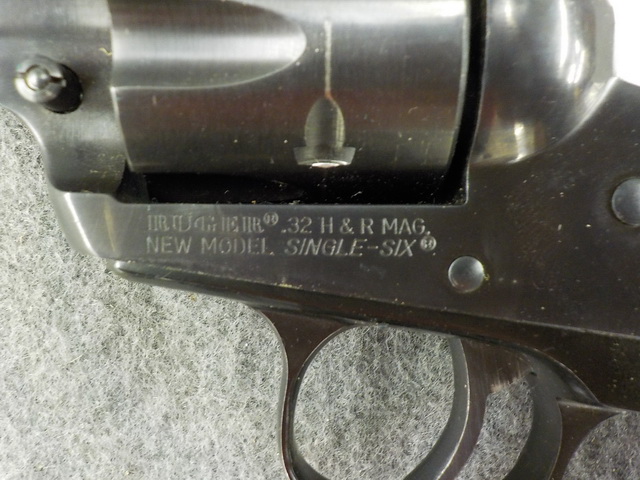 RUGER® .32 H & R MAG.
NEW MODEL SINGLE-SIX®